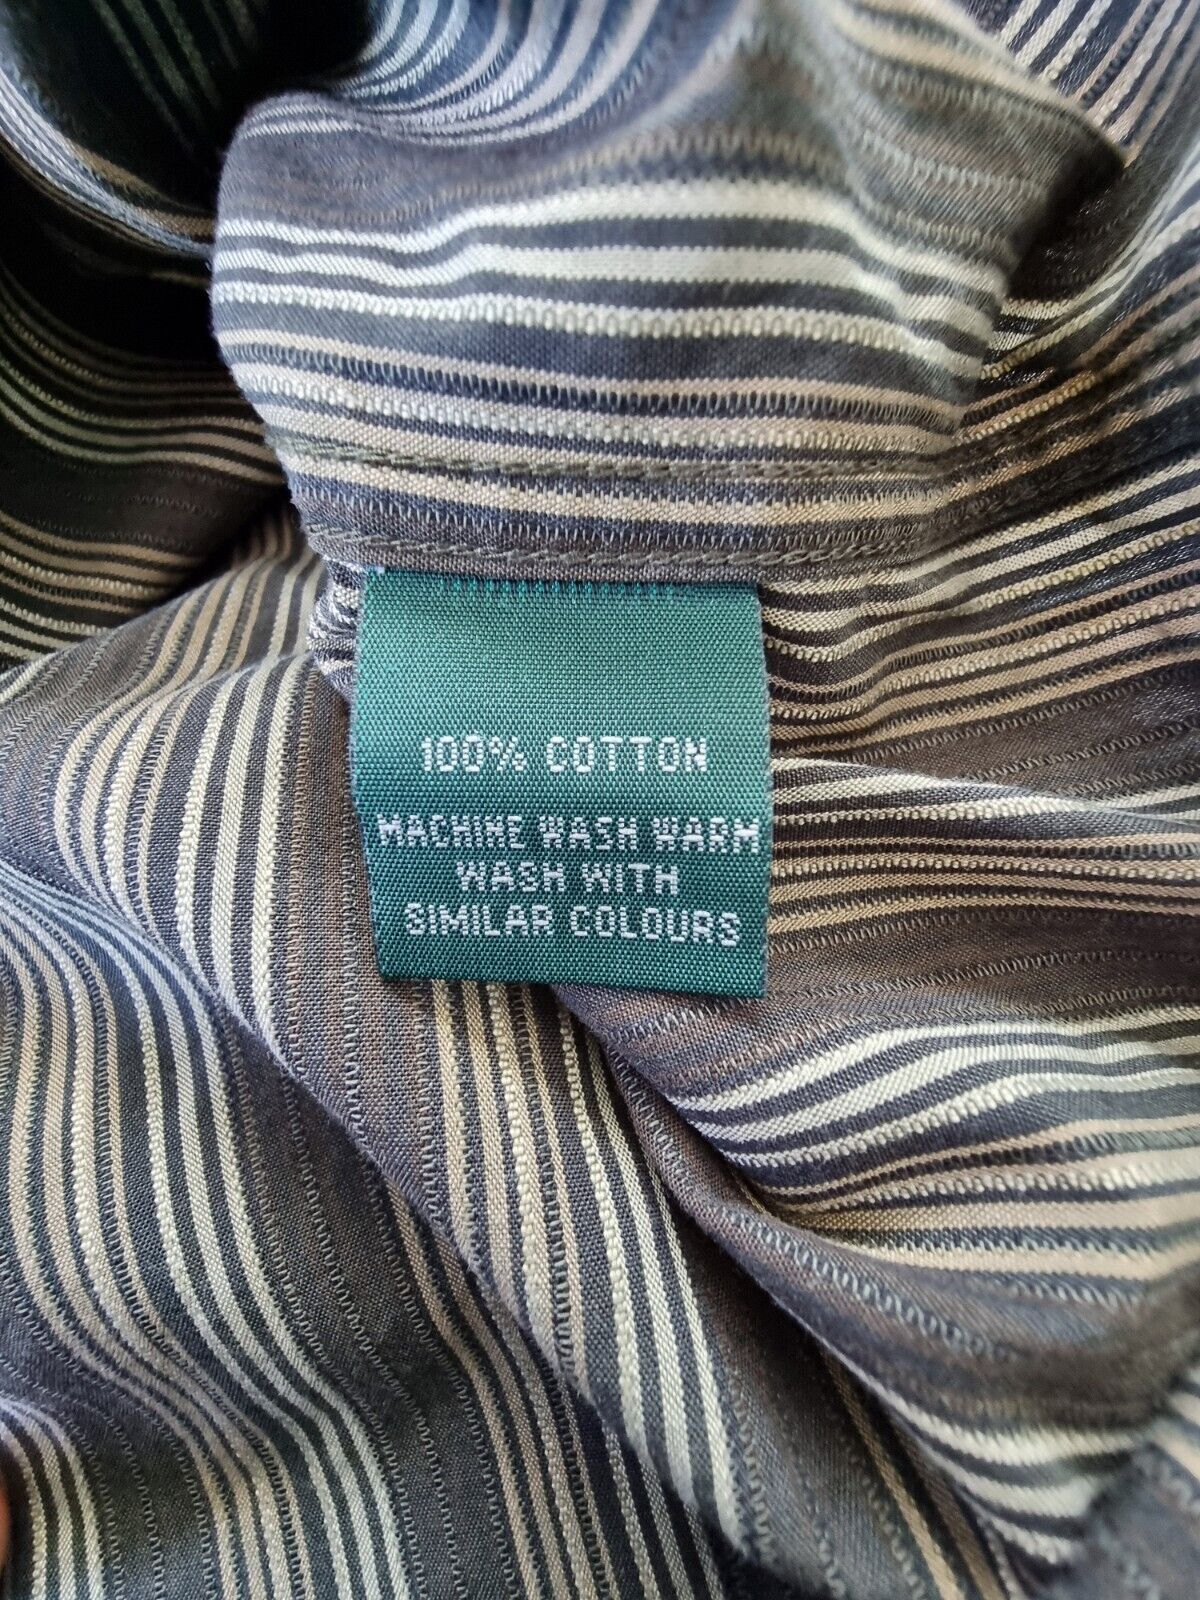 100% COTTON
MACHINE WASH WARM
WASH WITH
SIMILAR COLOURS